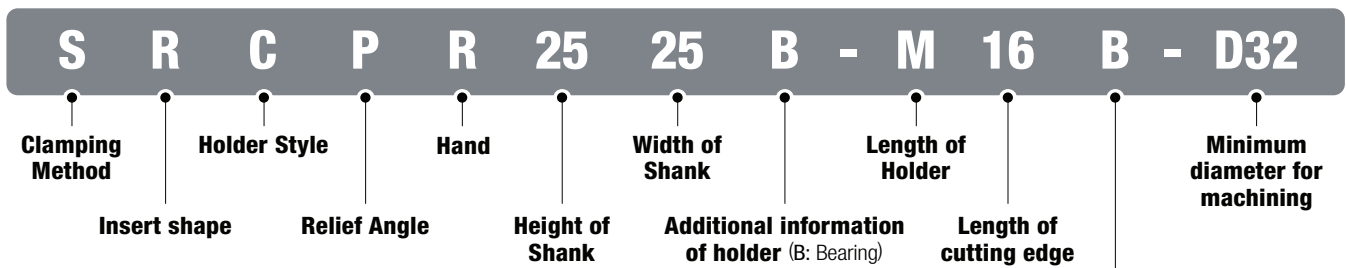 S R C P R 25 25 B - M 16 B - D32
Clamping
Method
Holder Style
Hand
Width of
Shank
Length of
Holder
Minimum
diameter for
machining
Insert shape
Relief Angle
Height of
Shank
Additional information
of holder (B: Bearing)
Length of
cutting edge